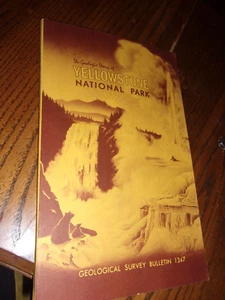 The Geologic Story of
YELLOWSTONE
NATIONAL PARK
GEOLOGICAL SURVEY BULLETIN 1347